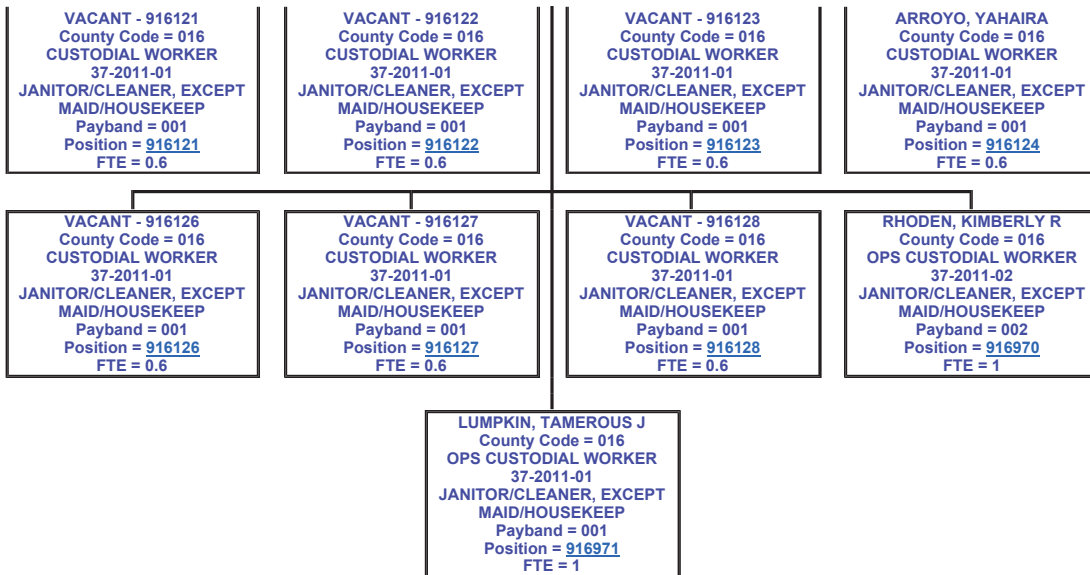 VACANT - 916121
County Code = 016
CUSTODIAL WORKER
37-2011-01
JANITOR/CLEANER, EXCEPT
MAID/HOUSEKEEP
Payband = 001
Position = 916121
FTE = 0.6
VACANT - 916122
County Code = 016
CUSTODIAL WORKER
37-2011-01
JANITOR/CLEANER, EXCEPT
MAID/HOUSEKEEP
Payband = 001
Position = 916122
FTE = 0.6
VACANT - 916123
County Code = 016
CUSTODIAL WORKER
37-2011-01
JANITOR/CLEANER, EXCEPT
MAID/HOUSEKEEP
Payband = 001
Position = 916123
FTE = 0.6
ARROYO, YAHAIRA
County Code = 016
CUSTODIAL WORKER
37-2011-01
JANITOR/CLEANER, EXCEPT
MAID/HOUSEKEEP
Payband = 001
Position = 916124
FTE = 0.6
VACANT - 916126
County Code = 016
CUSTODIAL WORKER
37-2011-01
JANITOR/CLEANER, EXCEPT
MAID/HOUSEKEEP
Payband = 001
Position = 916126
FTE = 0.6
VACANT - 916127
County Code = 016
CUSTODIAL WORKER
37-2011-01
JANITOR/CLEANER, EXCEPT
MAID/HOUSEKEEP
Payband = 001
Position = 916127
FTE = 0.6
VACANT - 916128
County Code = 016
CUSTODIAL WORKER
37-2011-01
JANITOR/CLEANER, EXCEPT
MAID/HOUSEKEEP
Payband = 001
Position = 916128
FTE = 0.6
RHODEN, KIMBERLY R
County Code = 016
OPS CUSTODIAL WORKER
37-2011-02
JANITOR/CLEANER, EXCEPT
MAID/HOUSEKEEP
Payband = 002
Position = 916970
FTE = 1
LUMPKIN, TAMEROUS J
County Code = 016
OPS CUSTODIAL WORKER
37-2011-01
JANITOR/CLEANER, EXCEPT
MAID/HOUSEKEEP
Payband = 001
Position = 916971
FTE = 1